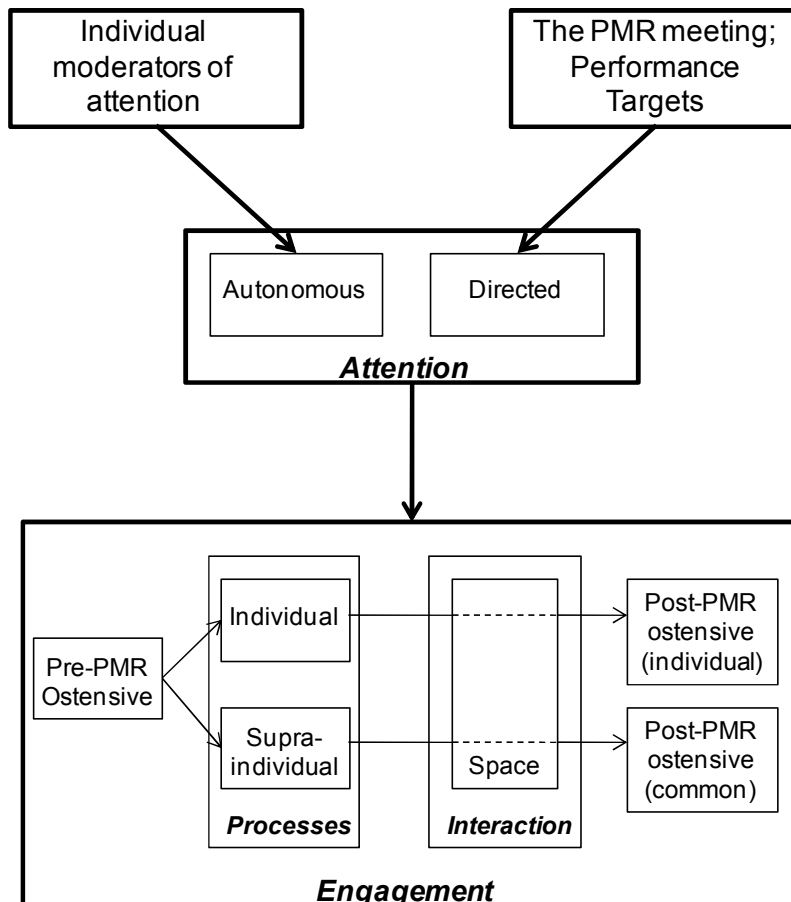 Individual
moderators of
attention
The PMR meeting;
Performance
Targets
Autonomous
Directed
Attention
Individual
Pre-PMR
Ostensive
Supra-
individual
Processes
Space
Interaction
Post-PMR
ostensive
(individual)
Post-PMR
ostensive
(common)
Engagement